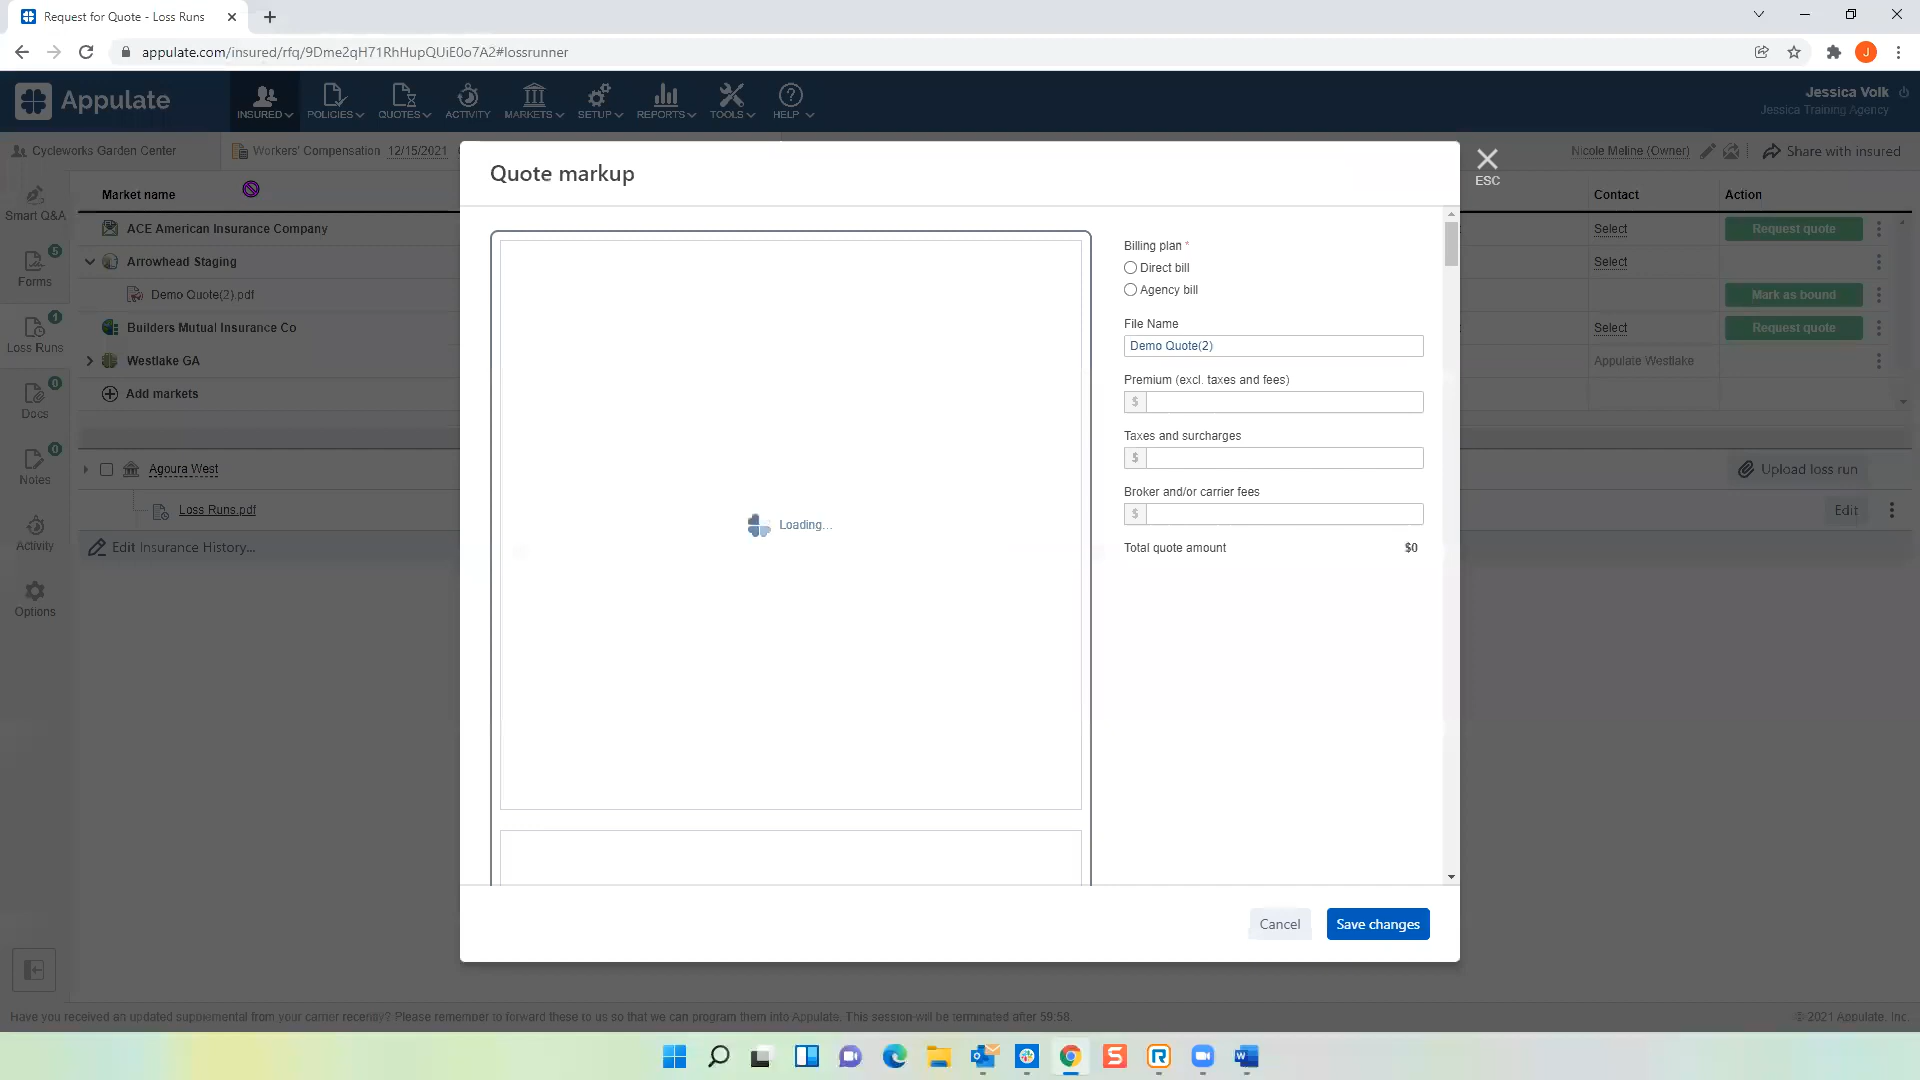 Request for Quote - Loss Runs
appulate.com/insured/rfq/9Dme2qH71RhHupQUiE0o7A2#lossrunner
J
Appulate
INSURED
POLICIES
QUOTES
ACTIVITY
MARKETS
SETUP
REPORTS
TOOLS
HELP
Jessica Volk
Jessica Training Agency
Cycleworks Garden Center
Workers' Compensation 12/15/2021
Nicole Meline (Owner)
Share with insured
Quote markup
ESC
Smart Q&A
Forms 5
Loss Runs 1
Docs 0
Notes 0
Activity
Options
Market name
Contact
Action
ACE American Insurance Company
Select
Request quote
Arrowhead Staging
Select
Demo Quote(2).pdf
Mark as bound
Builders Mutual Insurance Co
Select
Request quote
Westlake GA
Appulate Westlake
Add markets
Agoura West
Upload loss run
Loss Runs.pdf
Edit
Edit Insurance History...
Loading...
Billing plan *
Direct bill
Agency bill
File Name
Demo Quote(2)
Premium (excl. taxes and fees)
$
Taxes and surcharges
$
Broker and/or carrier fees
$
Total quote amount $0
Cancel
Save changes
Have you received an updated supplemental from your carrier recently? Please remember to forward these to us so that we can program them into Appulate. This session will be terminated after 59:58.
© 2021 Appulate, Inc.